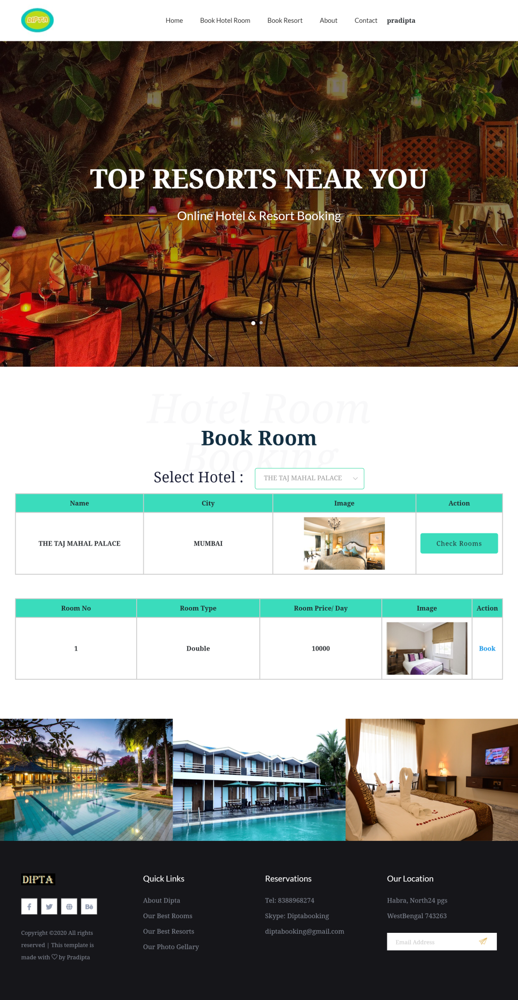 DIPTA
Home Book Hotel Room Book Resort About Contact pradipta
TOP RESORTS NEAR YOU
Online Hotel & Resort Booking
Hotel Room
Book Room
Booking
Select Hotel : THE TAJ MAHAL PALACE
Name City Image Action
THE TAJ MAHAL PALACE MUMBAI Check Rooms
Room No Room Type Room Price/ Day Image Action
1 Double 10000 Book
DIPTA
Copyright ©2020 All rights
reserved | This template is
made with ♡ by Pradipta
Quick Links
About Dipta
Our Best Rooms
Our Best Resorts
Our Photo Gellary
Reservations
Tel: 8388968274
Skype: Diptabooking
diptabooking@gmail.com
Our Location
Habra, North24 pgs
WestBengal 743263
Email Address